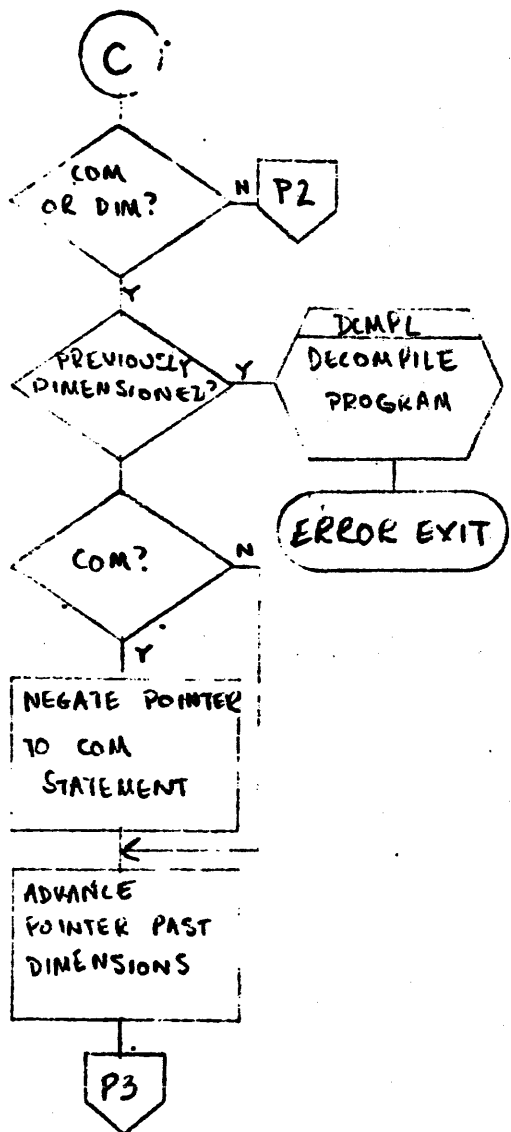 C
COM
OR DIM?
N
P2
Y
PREVIOUSLY
DIMENSIONED?
Y
DCMPL
DECOMPILE
PROGRAM
ERROR EXIT
COM?
N
Y
NEGATE POINTER
TO COM
STATEMENT
ADVANCE
POINTER PAST
DIMENSIONS
P3